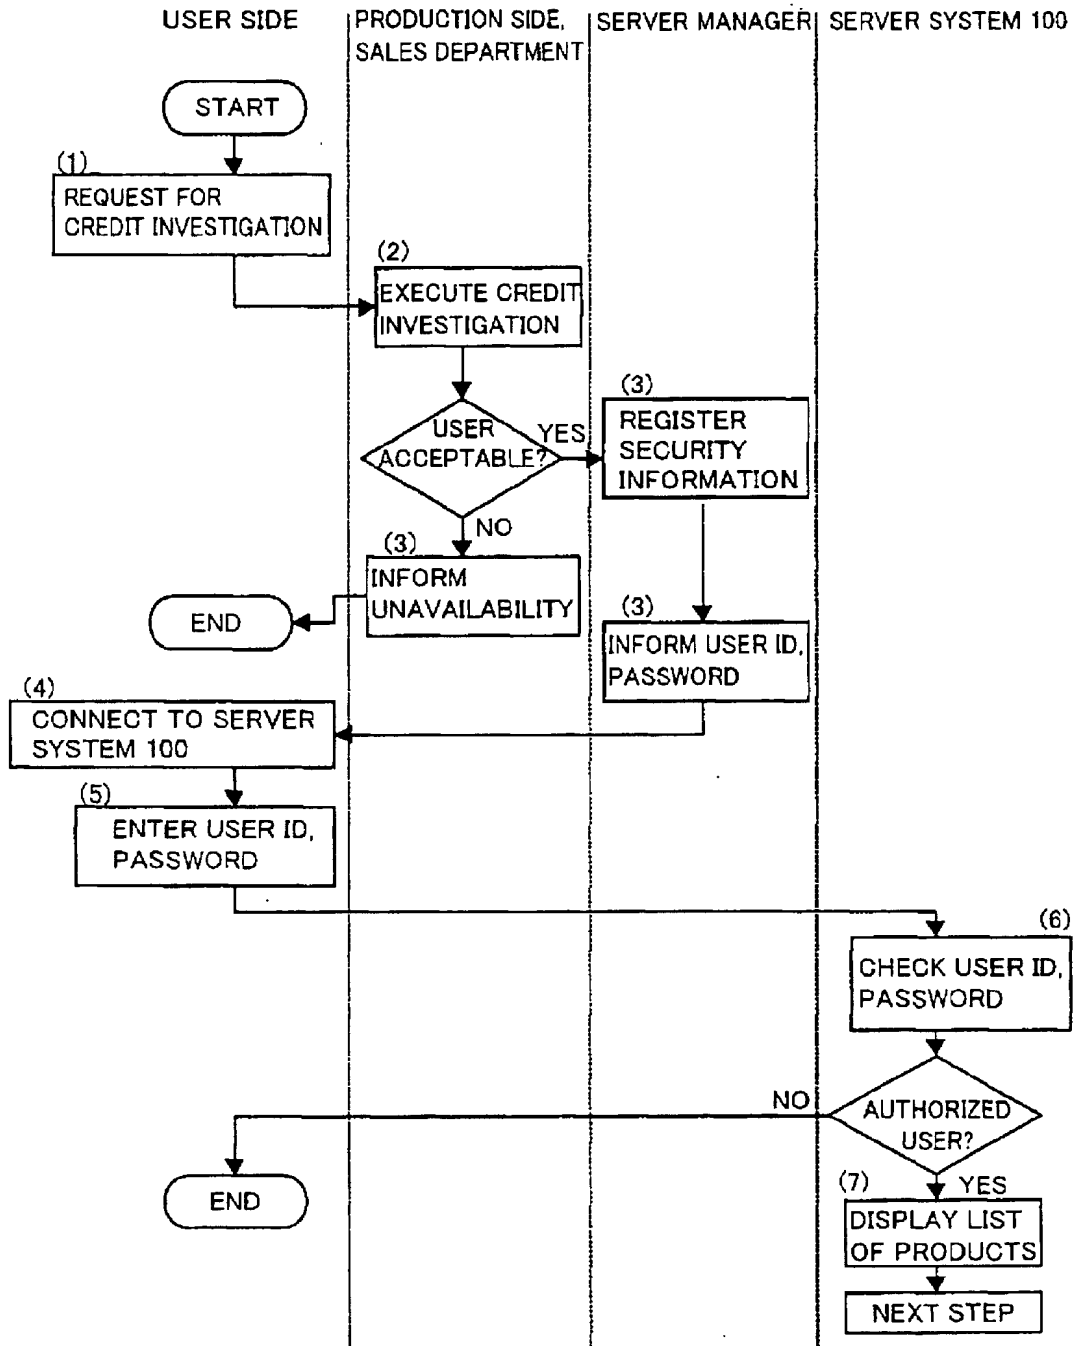 USER SIDE
PRODUCTION SIDE,
SALES DEPARTMENT
SERVER MANAGER
SERVER SYSTEM 100
START
(1)
REQUEST FOR
CREDIT INVESTIGATION
(2)
EXECUTE CREDIT
INVESTIGATION
USER
ACCEPTABLE?
YES
(3)
REGISTER
SECURITY
INFORMATION
NO
(3)
INFORM
UNAVAILABILITY
END
(3)
INFORM USER ID,
PASSWORD
(4)
CONNECT TO SERVER
SYSTEM 100
(5)
ENTER USER ID,
PASSWORD
(6)
CHECK USER ID,
PASSWORD
AUTHORIZED
USER?
NO
END
YES
(7)
DISPLAY LIST
OF PRODUCTS
NEXT STEP